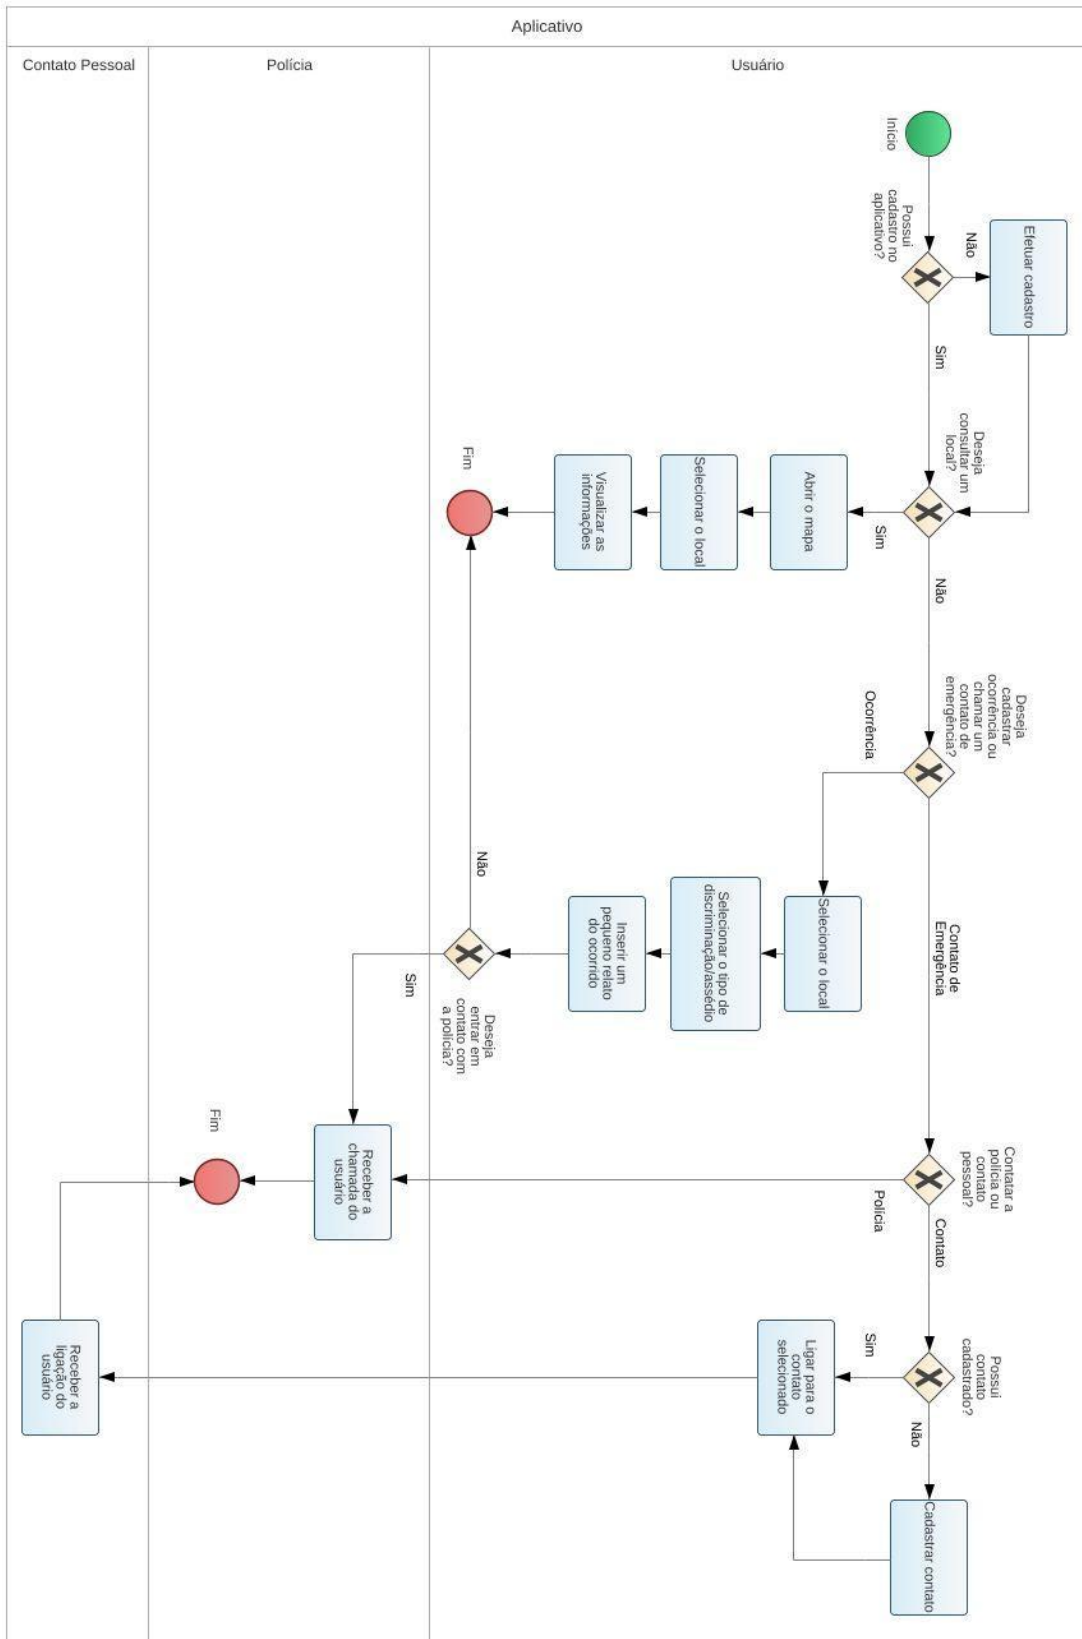 Aplicativo
Contato Pessoal
Polícia
Usuário
Início
Possui
cadastro no
aplicativo?
Não
Efetuar cadastro
Sim
Deseja
consultar um
local?
Sim
Abrir o mapa
Selecionar o local
Visualizar as
informações
Fim
Não
Deseja
cadastrar
ocorrência ou
chamar um
contato de
emergência?
Ocorrência
Selecionar o local
Selecionar o tipo de
discriminação/assédio
Inserir um
pequeno relato
do ocorrido
Não
Sim
Deseja
entrar em
contato com
a polícia?
Contato de
Emergência
Contatar a
polícia ou
contato
pessoal?
Polícia
Receber a
chamada do
usuário
Fim
Contato
Possui
contato
cadastrado?
Sim
Ligar para o
contato
selecionado
Receber a
ligação do
usuário
Não
Cadastrar contato